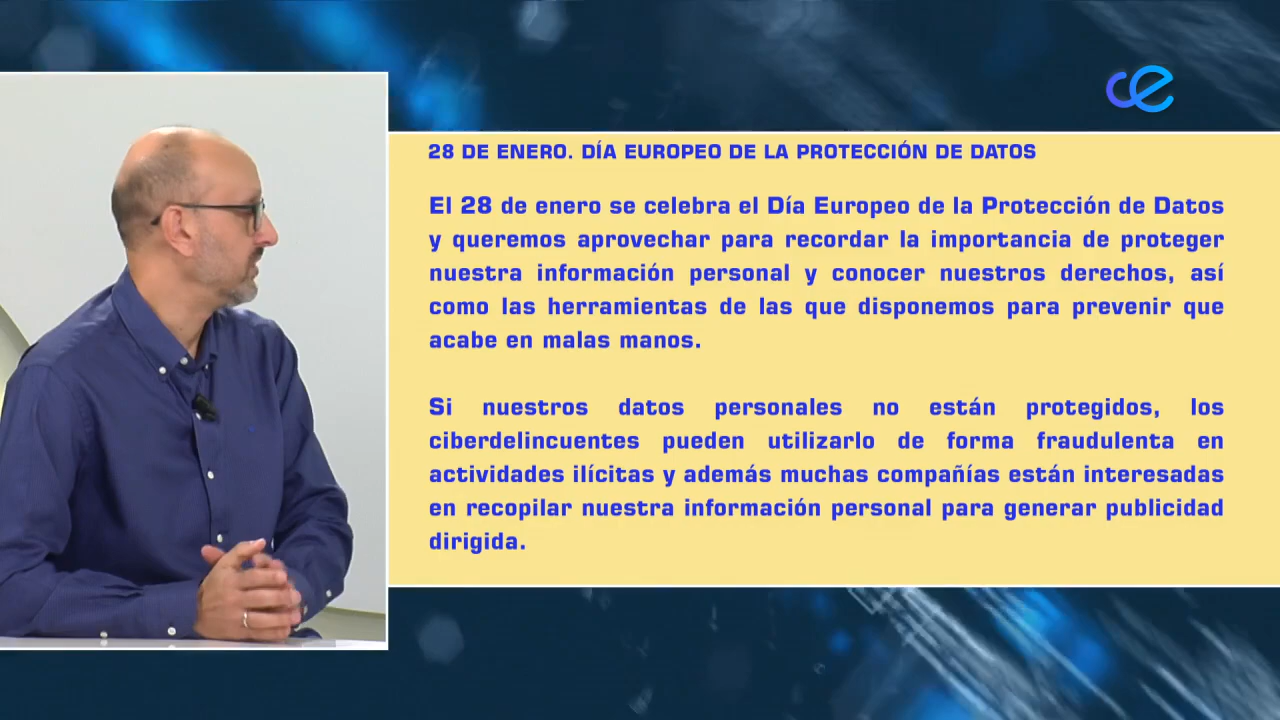 ce
28 DE ENERO. DÍA EUROPEO DE LA PROTECCIÓN DE DATOS
El 28 de enero se celebra el Día Europeo de la Protección de Datos
y queremos aprovechar para recordar la importancia de proteger
nuestra información personal y conocer nuestros derechos, así
como las herramientas de las que disponemos para prevenir que
acabe en malas manos.
Si nuestros datos personales no están protegidos, los
ciberdelincuentes pueden utilizarlo de forma fraudulenta en
actividades ilícitas y además muchas compañías están interesadas
en recopilar nuestra información personal para generar publicidad
dirigida.